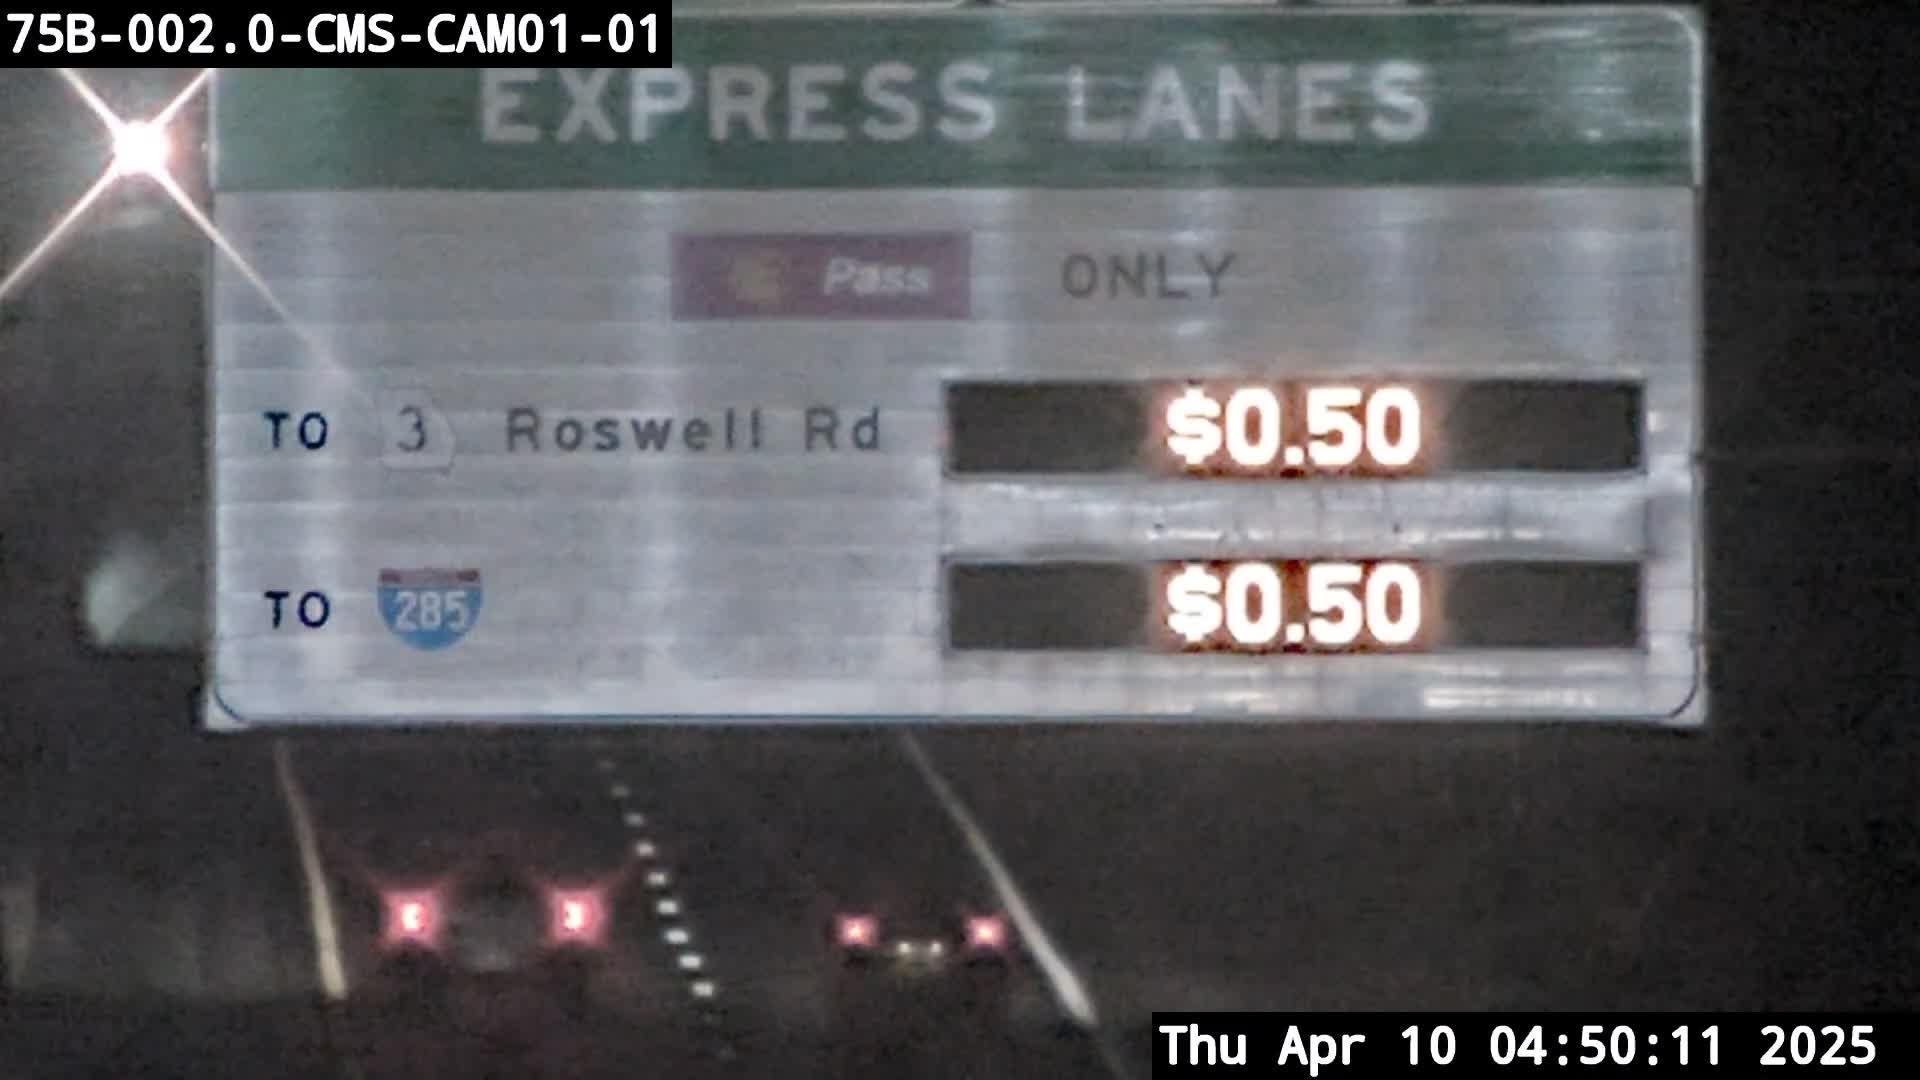 75B-002.0-CMS-CAM01-01
EXPRESS LANES
Pass ONLY
TO 3 Roswell Rd $0.50
TO 285 $0.50
Thu Apr 10 04:50:11 2025